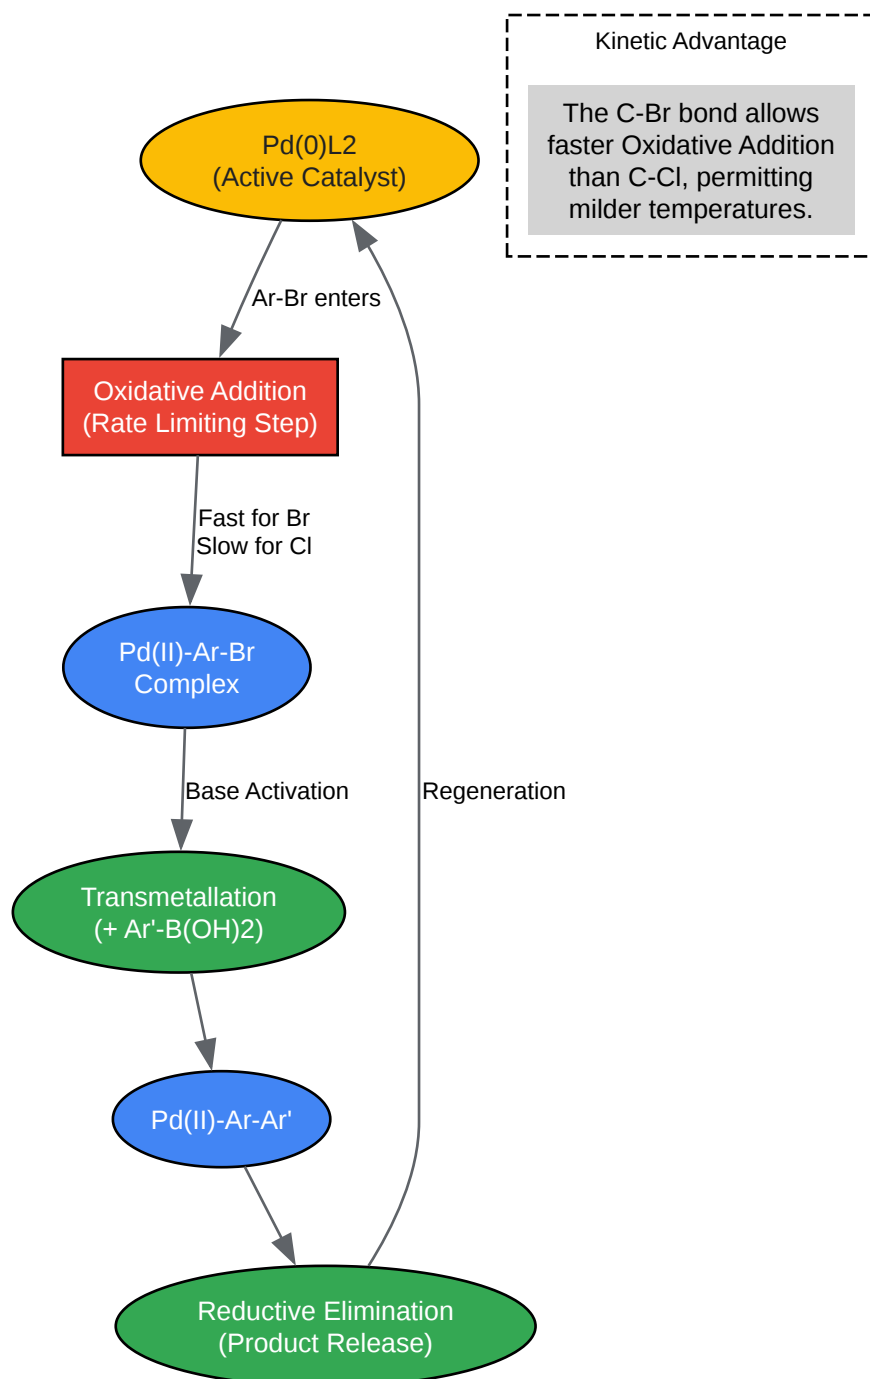 Kinetic Advantage
The C-Br bond allows
faster Oxidative Addition
than C-Cl, permitting
milder temperatures.
Pd(0)L2
(Active Catalyst)
Ar-Br enters
Oxidative Addition
(Rate Limiting Step)
Fast for Br
Slow for Cl
Pd(II)-Ar-Br
Complex
Base Activation
Regeneration
Transmetallation
(+ Ar'-B(OH)2)
Pd(II)-Ar-Ar'
Reductive Elimination
(Product Release)